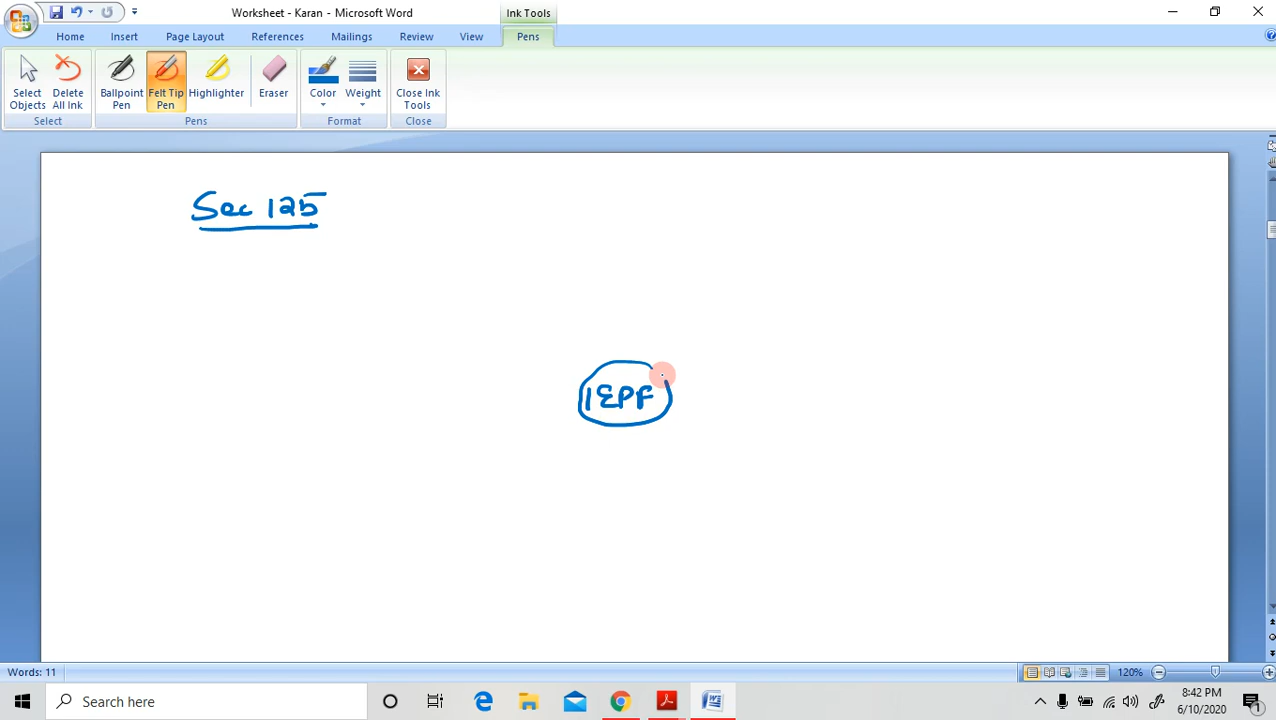 Worksheet - Karan - Microsoft Word
Ink Tools
Home
Insert
Page Layout
References
Mailings
Review
View
Pens
Select Objects
Delete All Ink
Ballpoint Pen
Felt Tip Pen
Highlighter
Eraser
Color
Weight
Close Ink Tools
Select
Pens
Format
Close
Sec 125
IEPF
Words: 11
120%
Search here
8:42 PM
6/10/2020